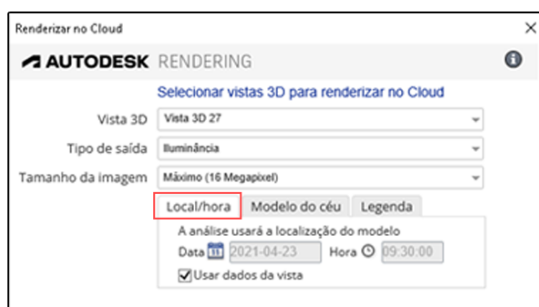 Renderizar no Cloud
AUTODESK RENDERING
Selecionar vistas 3D para renderizar no Cloud
Vista 3D Vista 3D 27
Tipo de saída Iluminância
Tamanho da imagem Máximo (16 Megapixel)
Local/hora Modelo do céu Legenda
A análise usará a localização do modelo
Data 11 2021-04-23 Hora 09:30:00
Usar dados da vista